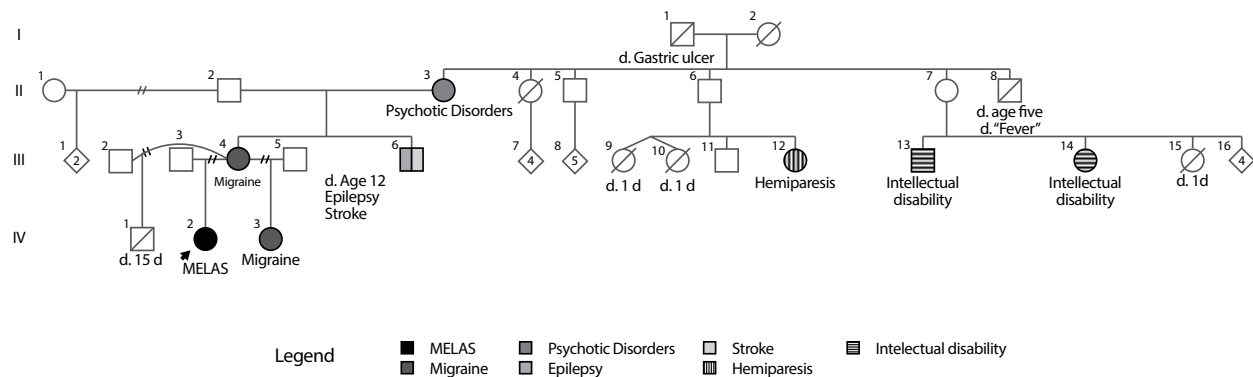 I
1
2
d. Gastric ulcer
II
1
2
3
4
5
6
7
8
Psychotic Disorders
d. age five
d. “Fever”
III
1
2
2
3
4
5
6
7
4
8
5
9
10
11
12
13
14
15
16
4
Migraine
d. Age 12
Epilepsy
Stroke
d. 1 d
d. 1 d
Hemiparesis
Intellectual
disability
Intellectual
disability
d. 1d
IV
1
2
3
d. 15 d
MELAS
Migraine
Legend
MELAS
Psychotic Disorders
Stroke
Intelectual disability
Migraine
Epilepsy
Hemiparesis